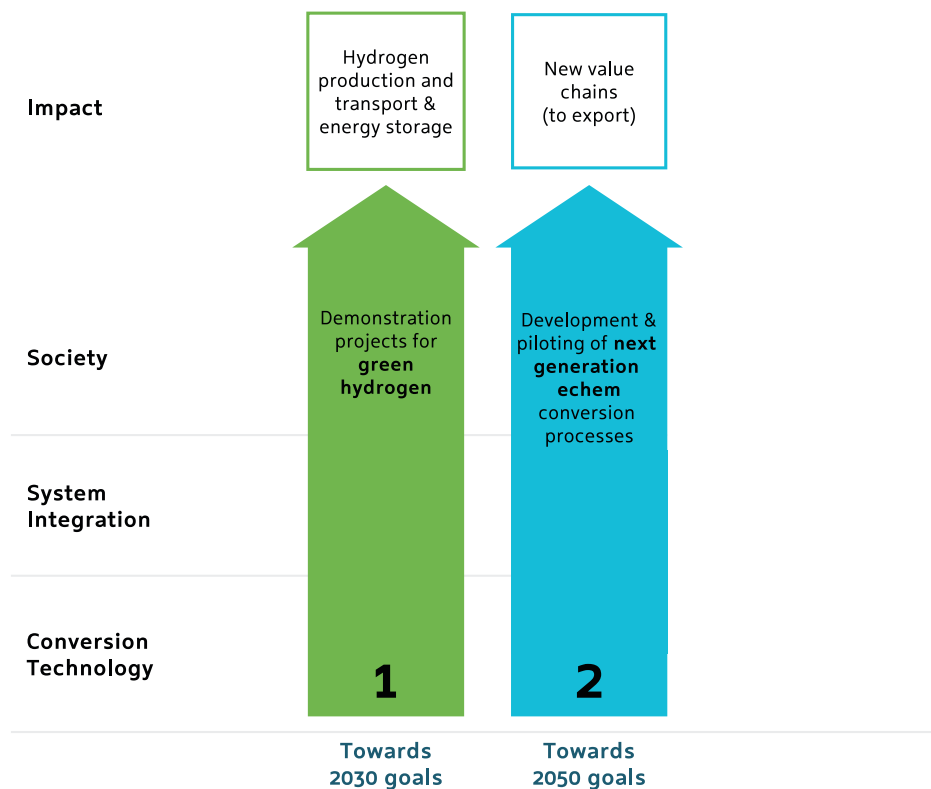 Impact
Hydrogen
production and
transport &
energy storage
New value
chains
(to export)
Society
Demonstration
projects for
green
hydrogen
Development &
piloting of next
generation
echem
conversion
processes
System
Integration
Conversion
Technology
1
2
Towards
2030 goals
Towards
2050 goals